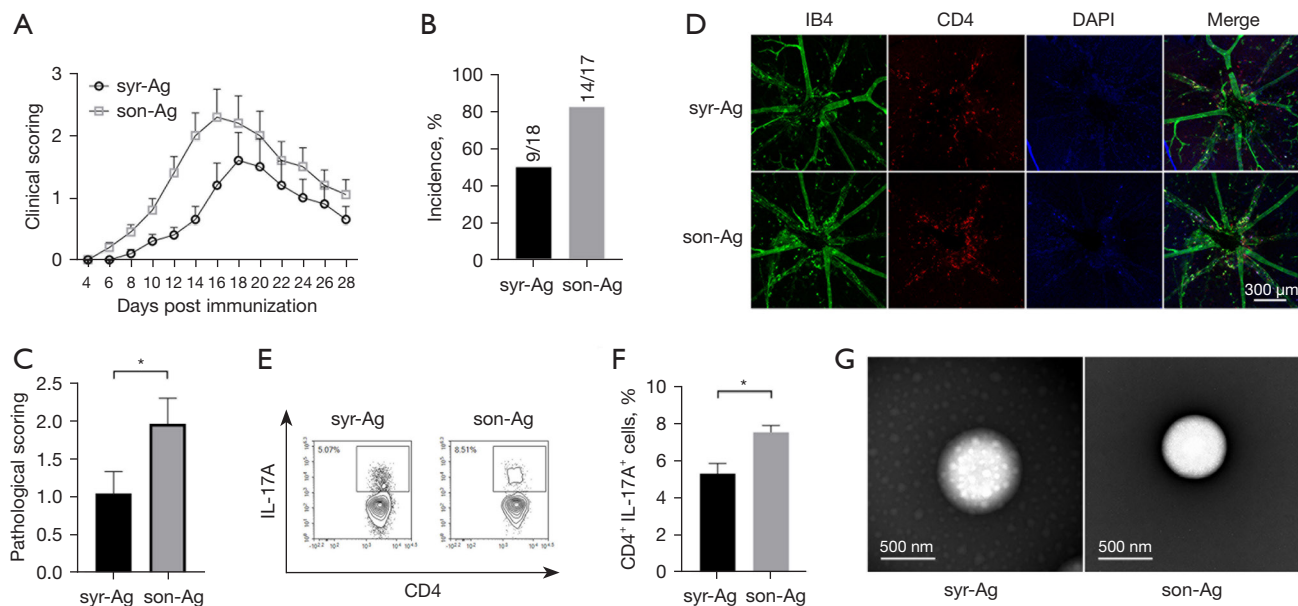 A
Clinical scoring
3
2
1
0
syr-Ag
son-Ag
4 6 8 10 12 14 16 18 20 22 24 26 28
Days post immunization
B
Incidence, %
100
80
60
40
20
0
9/18
14/17
syr-Ag son-Ag
D
IB4 CD4 DAPI Merge
syr-Ag
son-Ag
300 µm
C
Pathological scoring
2.5
2.0
1.5
1.0
0.5
0.0
*
syr-Ag son-Ag
E
syr-Ag son-Ag
5.07%
8.51%
IL-17A
CD4
F
CD4+ IL-17A+ cells, %
10
8
6
4
2
0
*
syr-Ag son-Ag
G
500 nm
500 nm
syr-Ag son-Ag